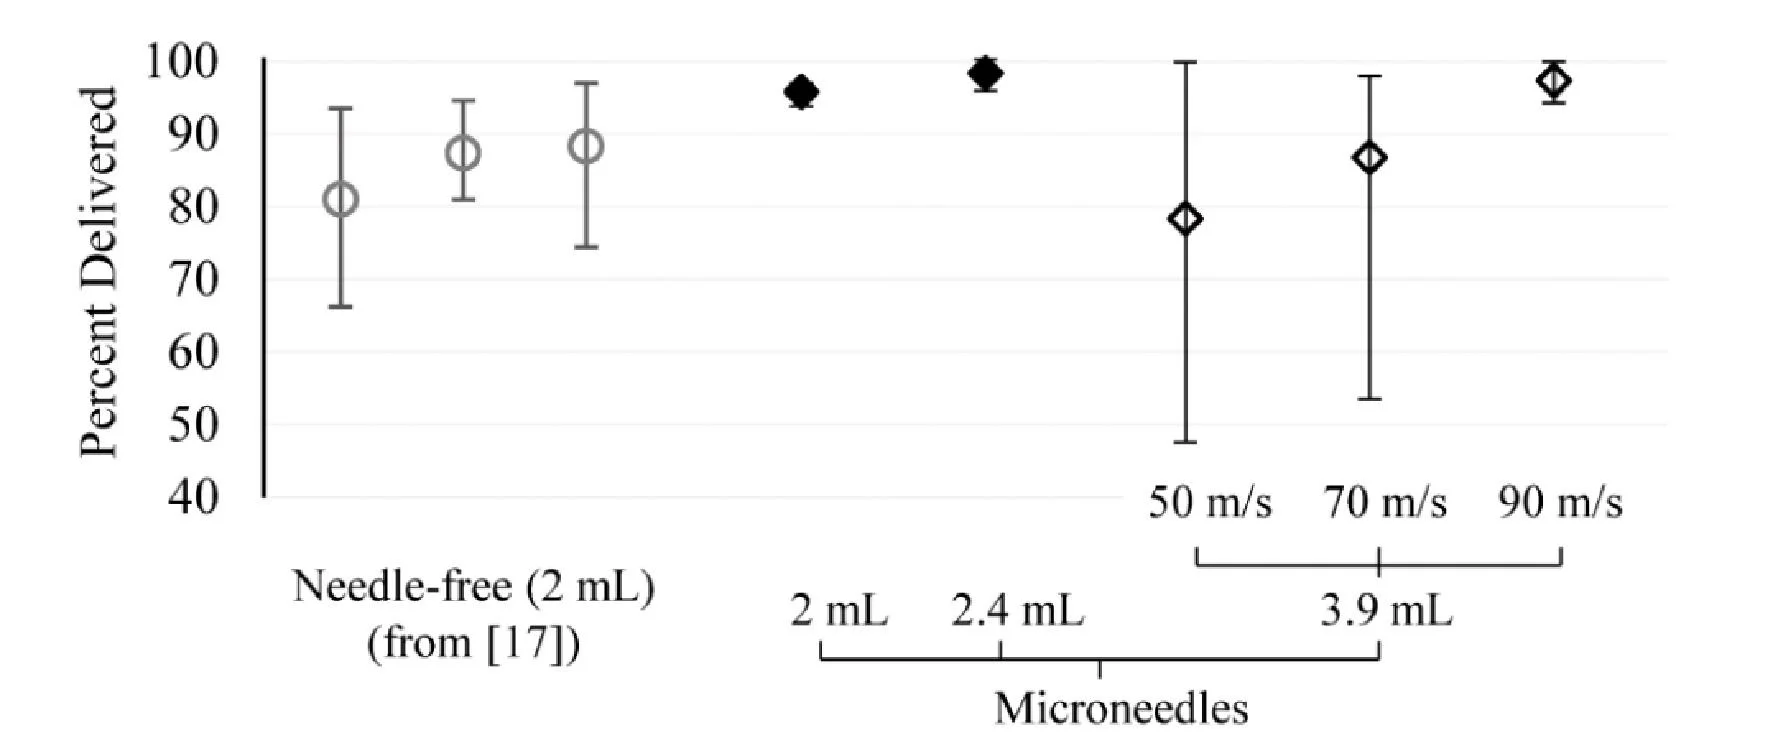 Percent Delivered
100
90
80
70
60
50
40
50 m/s 70 m/s 90 m/s
Needle-free (2 mL)
(from [17])
2 mL 2.4 mL 3.9 mL
Microneedles